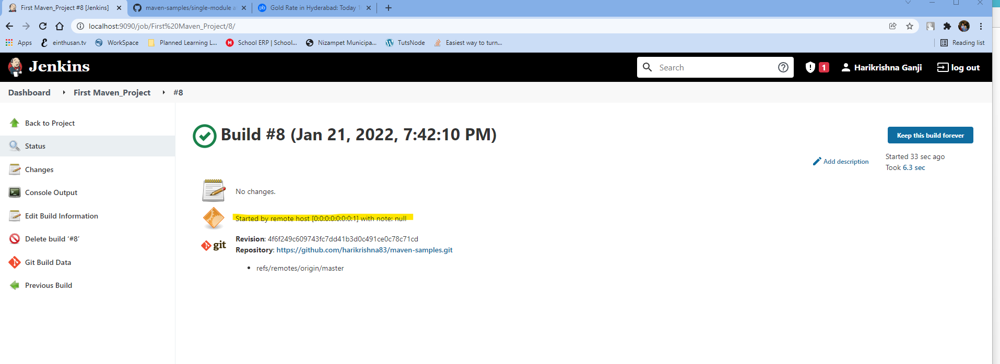 First Maven_Project #8 [Jenkins]
maven-samples/single-module a
pb Gold Rate in Hyderabad: Today 1
localhost:9090/job/First%20Maven_Project/8/
Apps
einthusan.tv
WorkSpace
Planned Learning L...
M School ERP | School...
Nizampet Municipa...
TutsNode
Easiest way to turn...
Reading list
Jenkins
Search
1
Harikrishna Ganji
log out
Dashboard
First Maven_Project
#8
Back to Project
Status
Changes
Console Output
Edit Build Information
Delete build ‘#8’
Git Build Data
Previous Build
Build #8 (Jan 21, 2022, 7:42:10 PM)
Keep this build forever
Add description
Started 33 sec ago
Took 6.3 sec
No changes.
Started by remote host [0:0:0:0:0:0:0:1] with note: null
git
Revision: 4f6f249c609743fc7dd41b3d0c491ce0c78c71cd
Repository: https://github.com/harikrishna83/maven-samples.git
• refs/remotes/origin/master